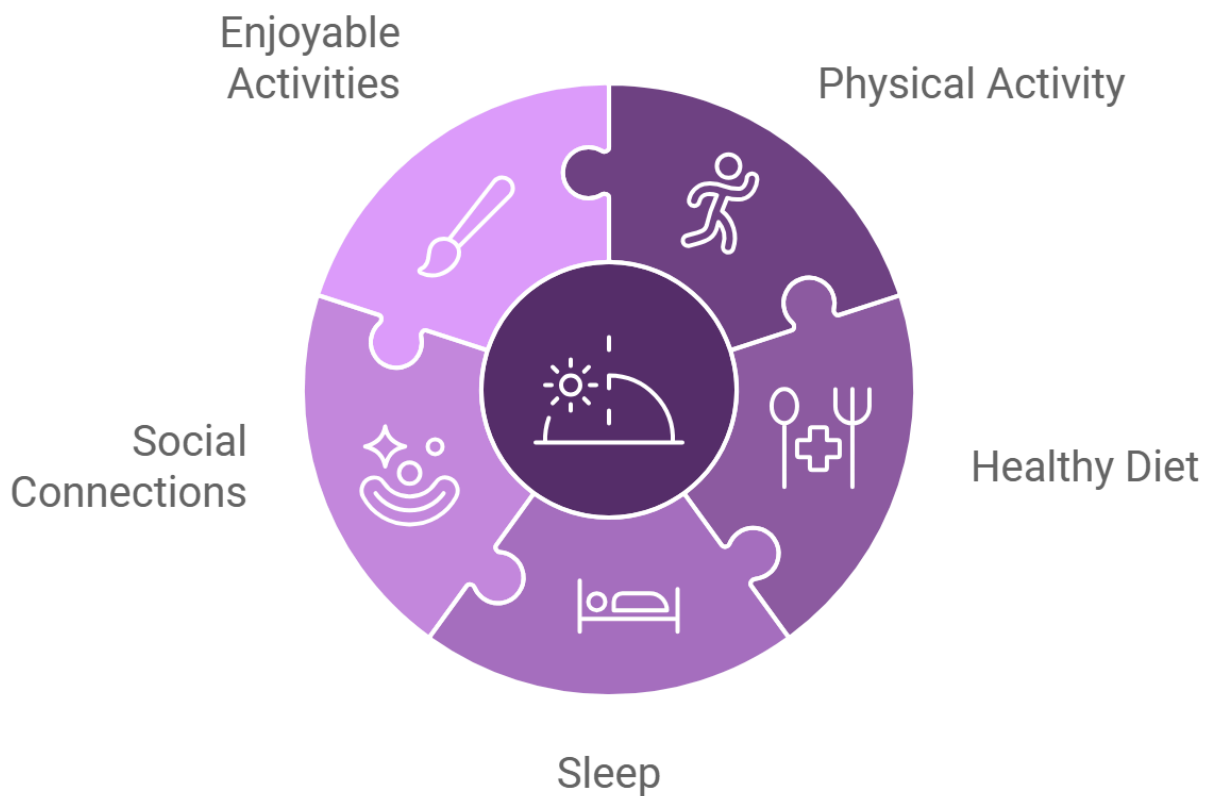 Enjoyable
Activities
Physical Activity
Social
Connections
Healthy Diet
Sleep